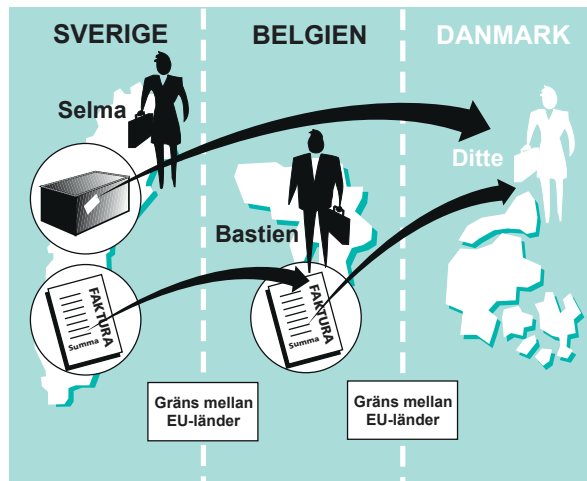 SVERIGE
BELGIEN
DANMARK
Selma
Ditte
Bastien
FAKTURA
Summa
FAKTURA
Summa
Gräns mellan
EU-länder
Gräns mellan
EU-länder